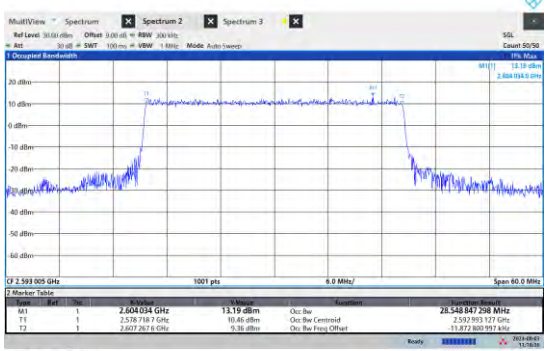 MultiView Spectrum Spectrum 2 Spectrum 3
Ref Level 30.00 dBm Offset 9.00 dB RBW 300 kHz SGL
Att 30 dB SWT 100 ms VBW 1 MHz Mode Auto Sweep Count 50/50
1 Occupied Bandwidth 1Pk Max
M1[1] 13.19 dBm
2.604 034 0 GHz
M1
T1 T2
20 dBm
10 dBm
0 dBm
-10 dBm
-20 dBm
-40 dBm
-50 dBm
-60 dBm
CF 2.593 005 GHz 1001 pts 6.0 MHz/ Span 60.0 MHz
2 Marker Table
Type Ref Trc X-Value Y-Value Function Function Result
M1 1 2.604 034 GHz 13.19 dBm Occ Bw 28.548 847 298 MHz
T1 1 2.578 718 7 GHz 10.46 dBm Occ Bw Centroid 2.592 993 127 GHz
T2 1 2.607 267 6 GHz 9.36 dBm Occ Bw Freq Offset -11.872 800 997 kHz
Ready